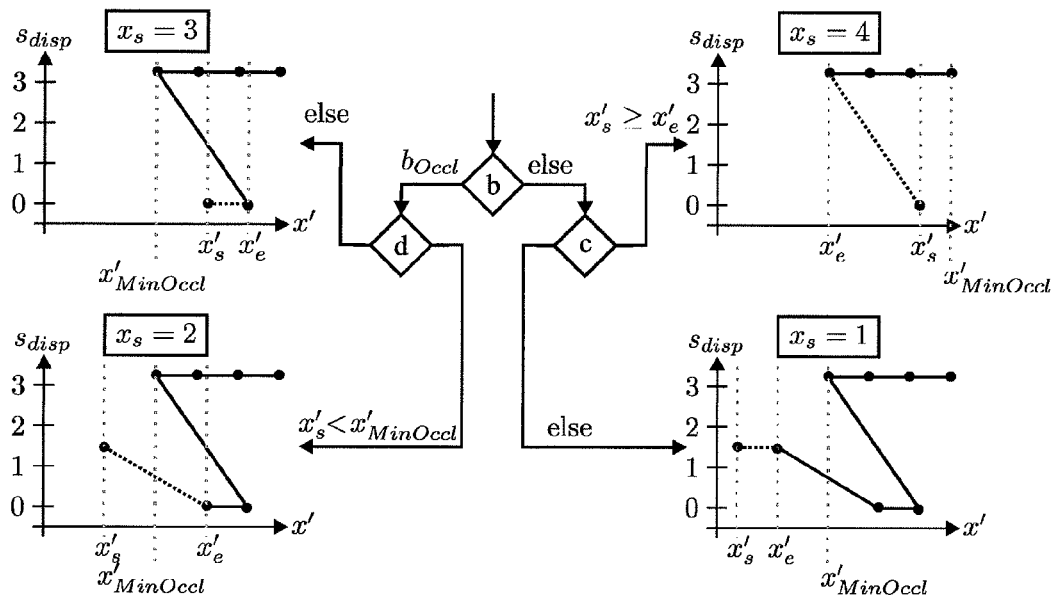 x_s = 3
s_disp
3
2
1
0
x'
x'_s x'_e
x'_MinOccl
x_s = 4
s_disp
3
2
1
0
x'
x'_e x'_s
x'_MinOccl
else
x'_s ≥ x'_e
b_Occl
b
else
d
c
x_s = 2
s_disp
3
2
1
0
x'
x'_s x'_e
x'_MinOccl
x'_s < x'_MinOccl
else
x_s = 1
s_disp
3
2
1
0
x'
x'_s x'_e
x'_MinOccl